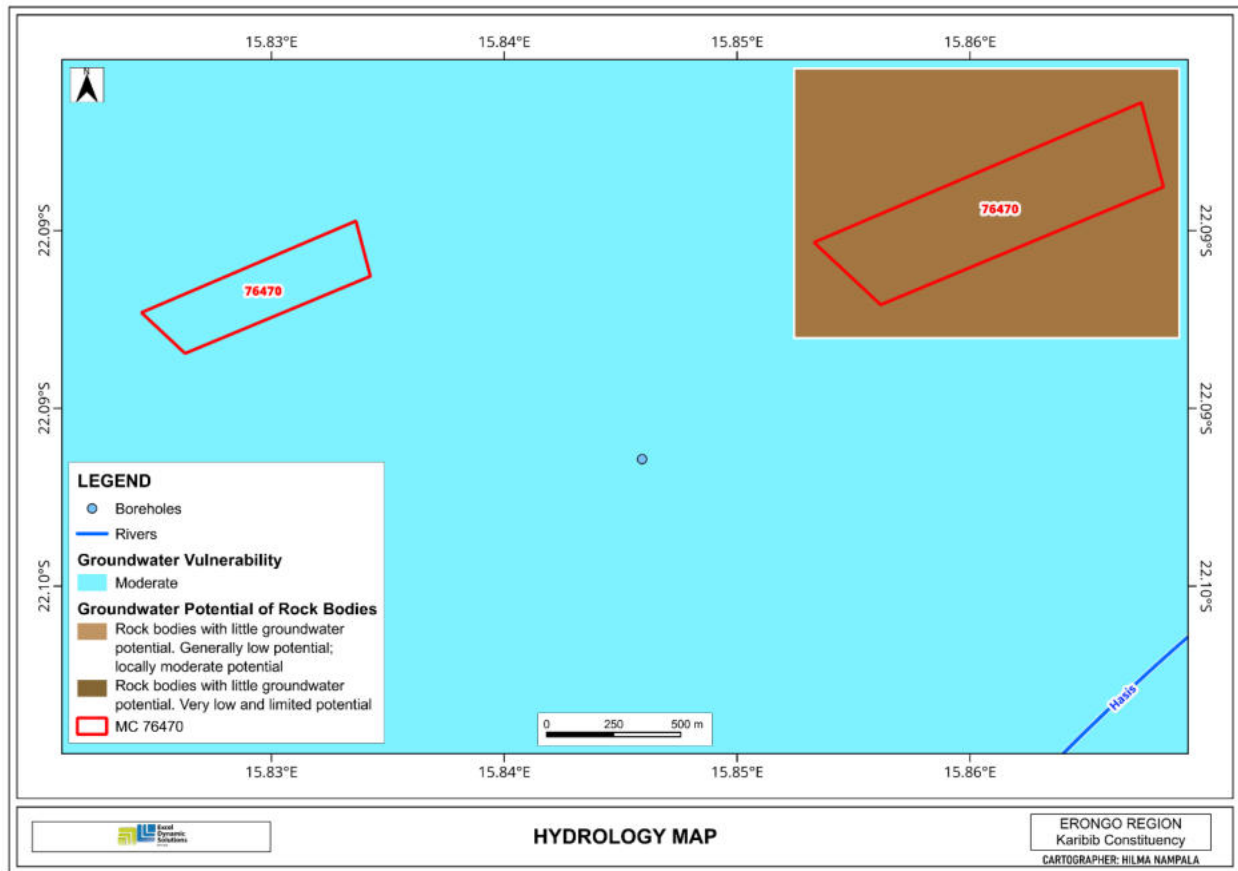 15.83°E 15.84°E 15.85°E 15.86°E
N
76470
22.09°S
22.09°S
76470
22.09°S
22.09°S
LEGEND
Boreholes
Rivers
Groundwater Vulnerability
Moderate
Groundwater Potential of Rock Bodies
Rock bodies with little groundwater
potential. Generally low potential;
locally moderate potential
Rock bodies with little groundwater
potential. Very low and limited potential
MC 76470
22.10°S
22.10°S
Hasis
0 250 500 m
15.83°E 15.84°E 15.85°E 15.86°E
Excel
Dynamic
Solutions
HYDROLOGY MAP
ERONGO REGION
Karibib Constituency
CARTOGRAPHER: HILMA NAMPALA